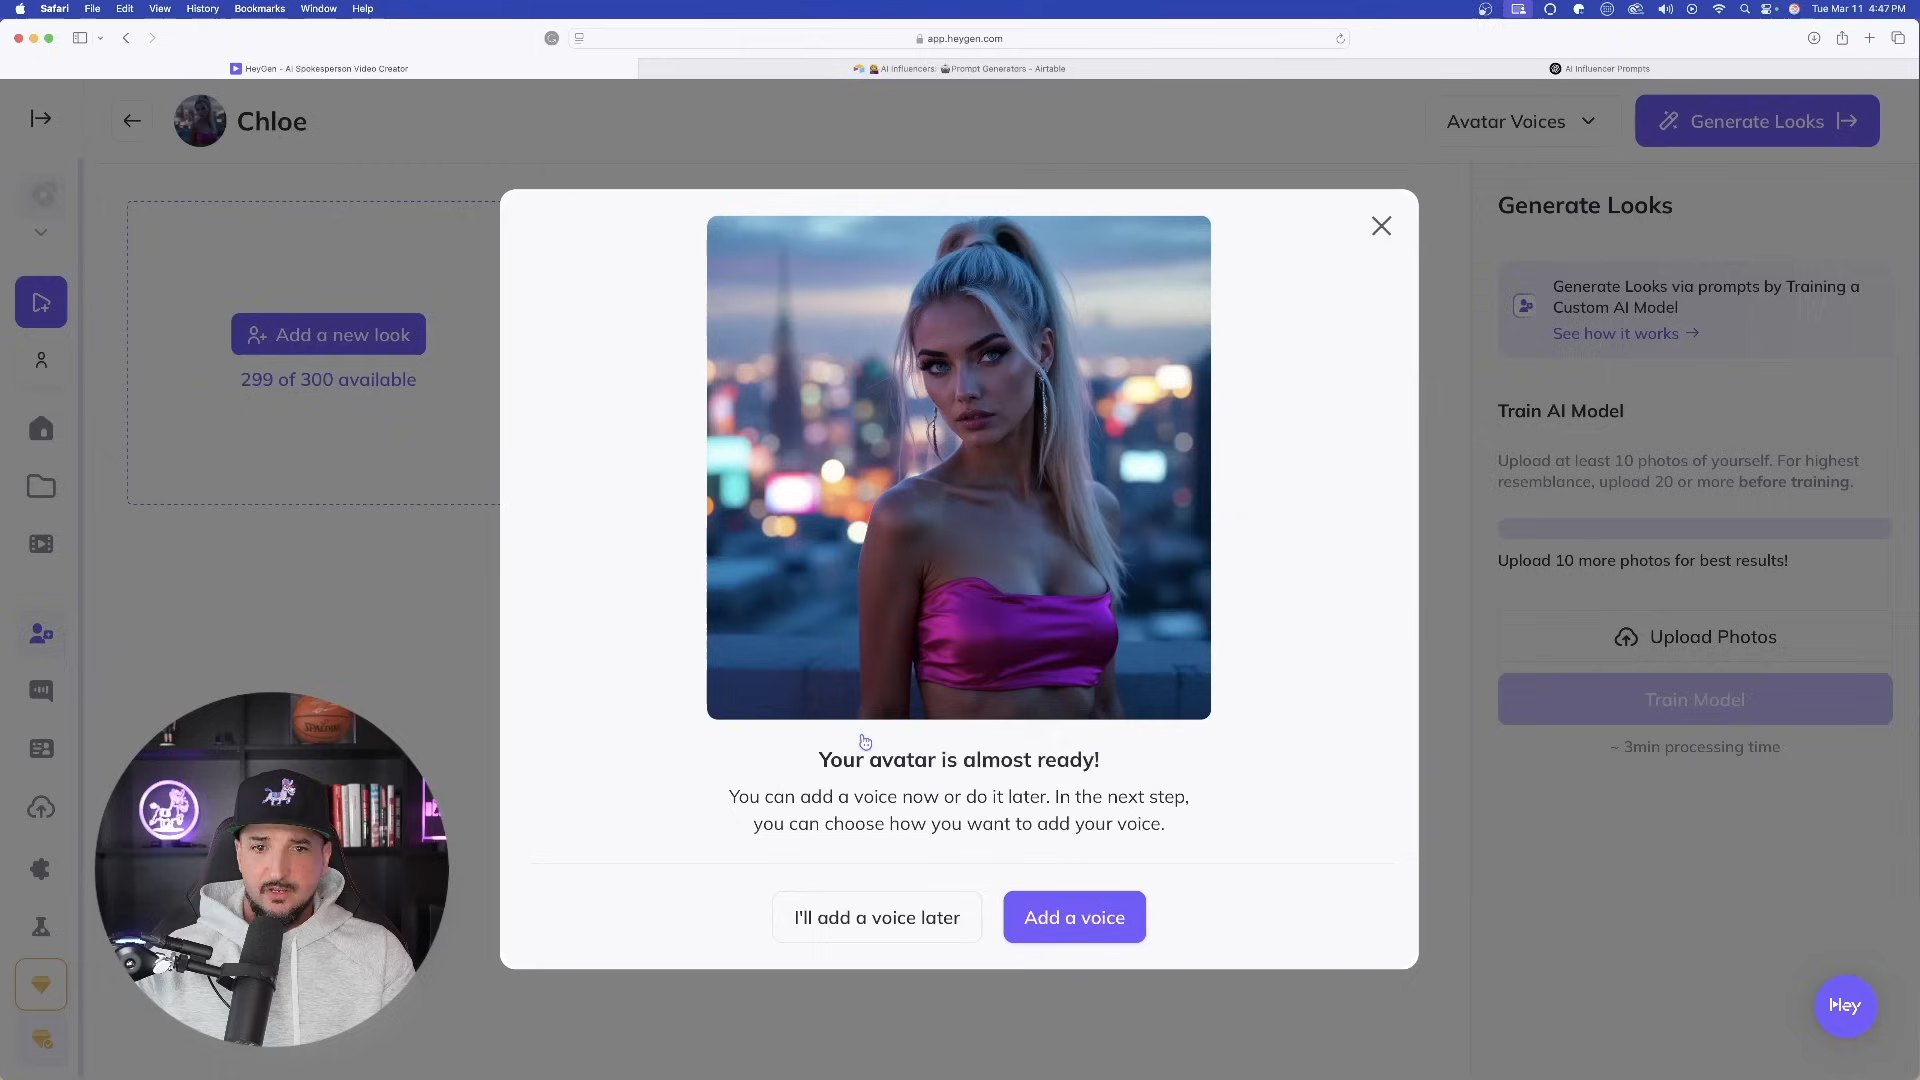 Safari File Edit View History Bookmarks Window Help
Tue Mar 11 4:47 PM
app.heygen.com
HeyGen - AI Spokesperson Video Creator
AI Influencers: Prompt Generators - Airtable
AI Influencer Prompts
Chloe
Avatar Voices
Generate Looks
Add a new look
299 of 300 available
Your avatar is almost ready!
You can add a voice now or do it later. In the next step,
you can choose how you want to add your voice.
I'll add a voice later
Add a voice
Generate Looks
Generate Looks via prompts by Training a
Custom AI Model
See how it works →
Train AI Model
Upload at least 10 photos of yourself. For highest
resemblance, upload 20 or more before training.
Upload 10 more photos for best results!
Upload Photos
Train Model
~ 3min processing time
SPALDING
Hey